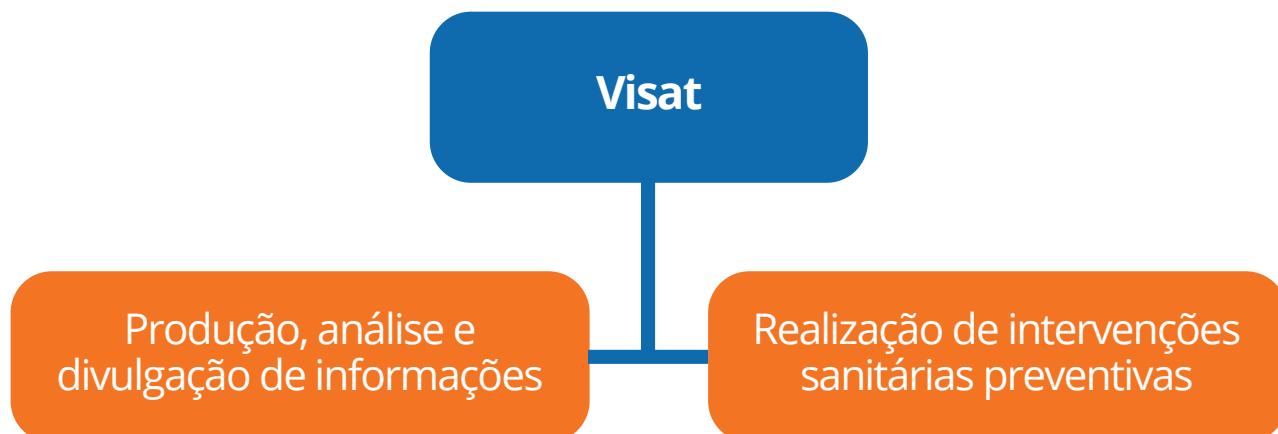 Visat
Produção, análise e
divulgação de informações
Realização de intervenções
sanitárias preventivas